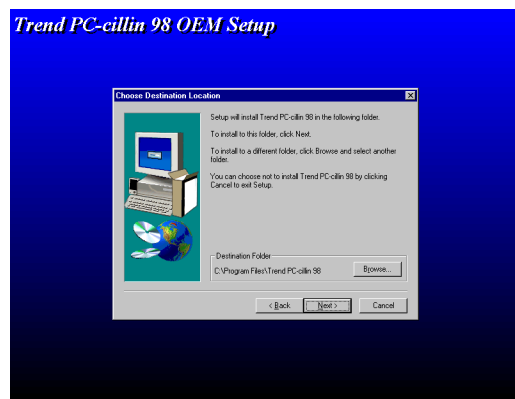 Trend PC-cillin 98 OEM Setup
Choose Destination Location
Setup will install Trend PC-cillin 98 in the following folder.
To install to this folder, click Next.
To install to a different folder, click Browse and select another
folder.
You can choose not to install Trend PC-cillin 98 by clicking
Cancel to exit Setup.
Destination Folder
C:\Program Files\Trend PC-cillin 98
Browse...
< Back
Next >
Cancel